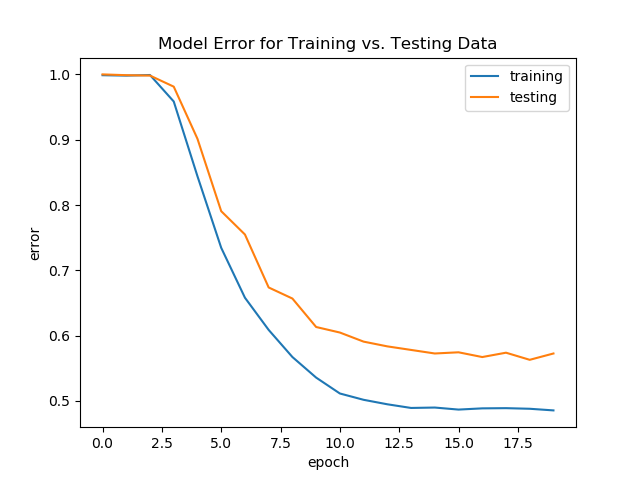 Model Error for Training vs. Testing Data
training
testing
error
1.0
0.9
0.8
0.7
0.6
0.5
0.0 2.5 5.0 7.5 10.0 12.5 15.0 17.5
epoch